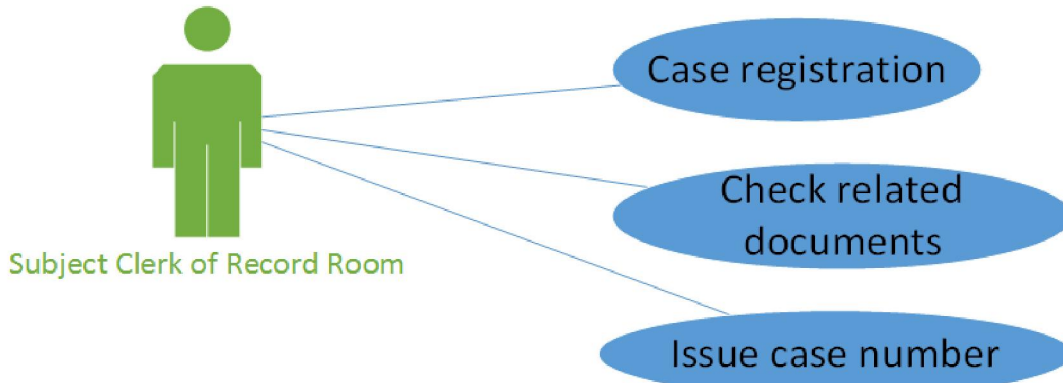 Case registration
Check related
documents
Subject Clerk of Record Room
Issue case number